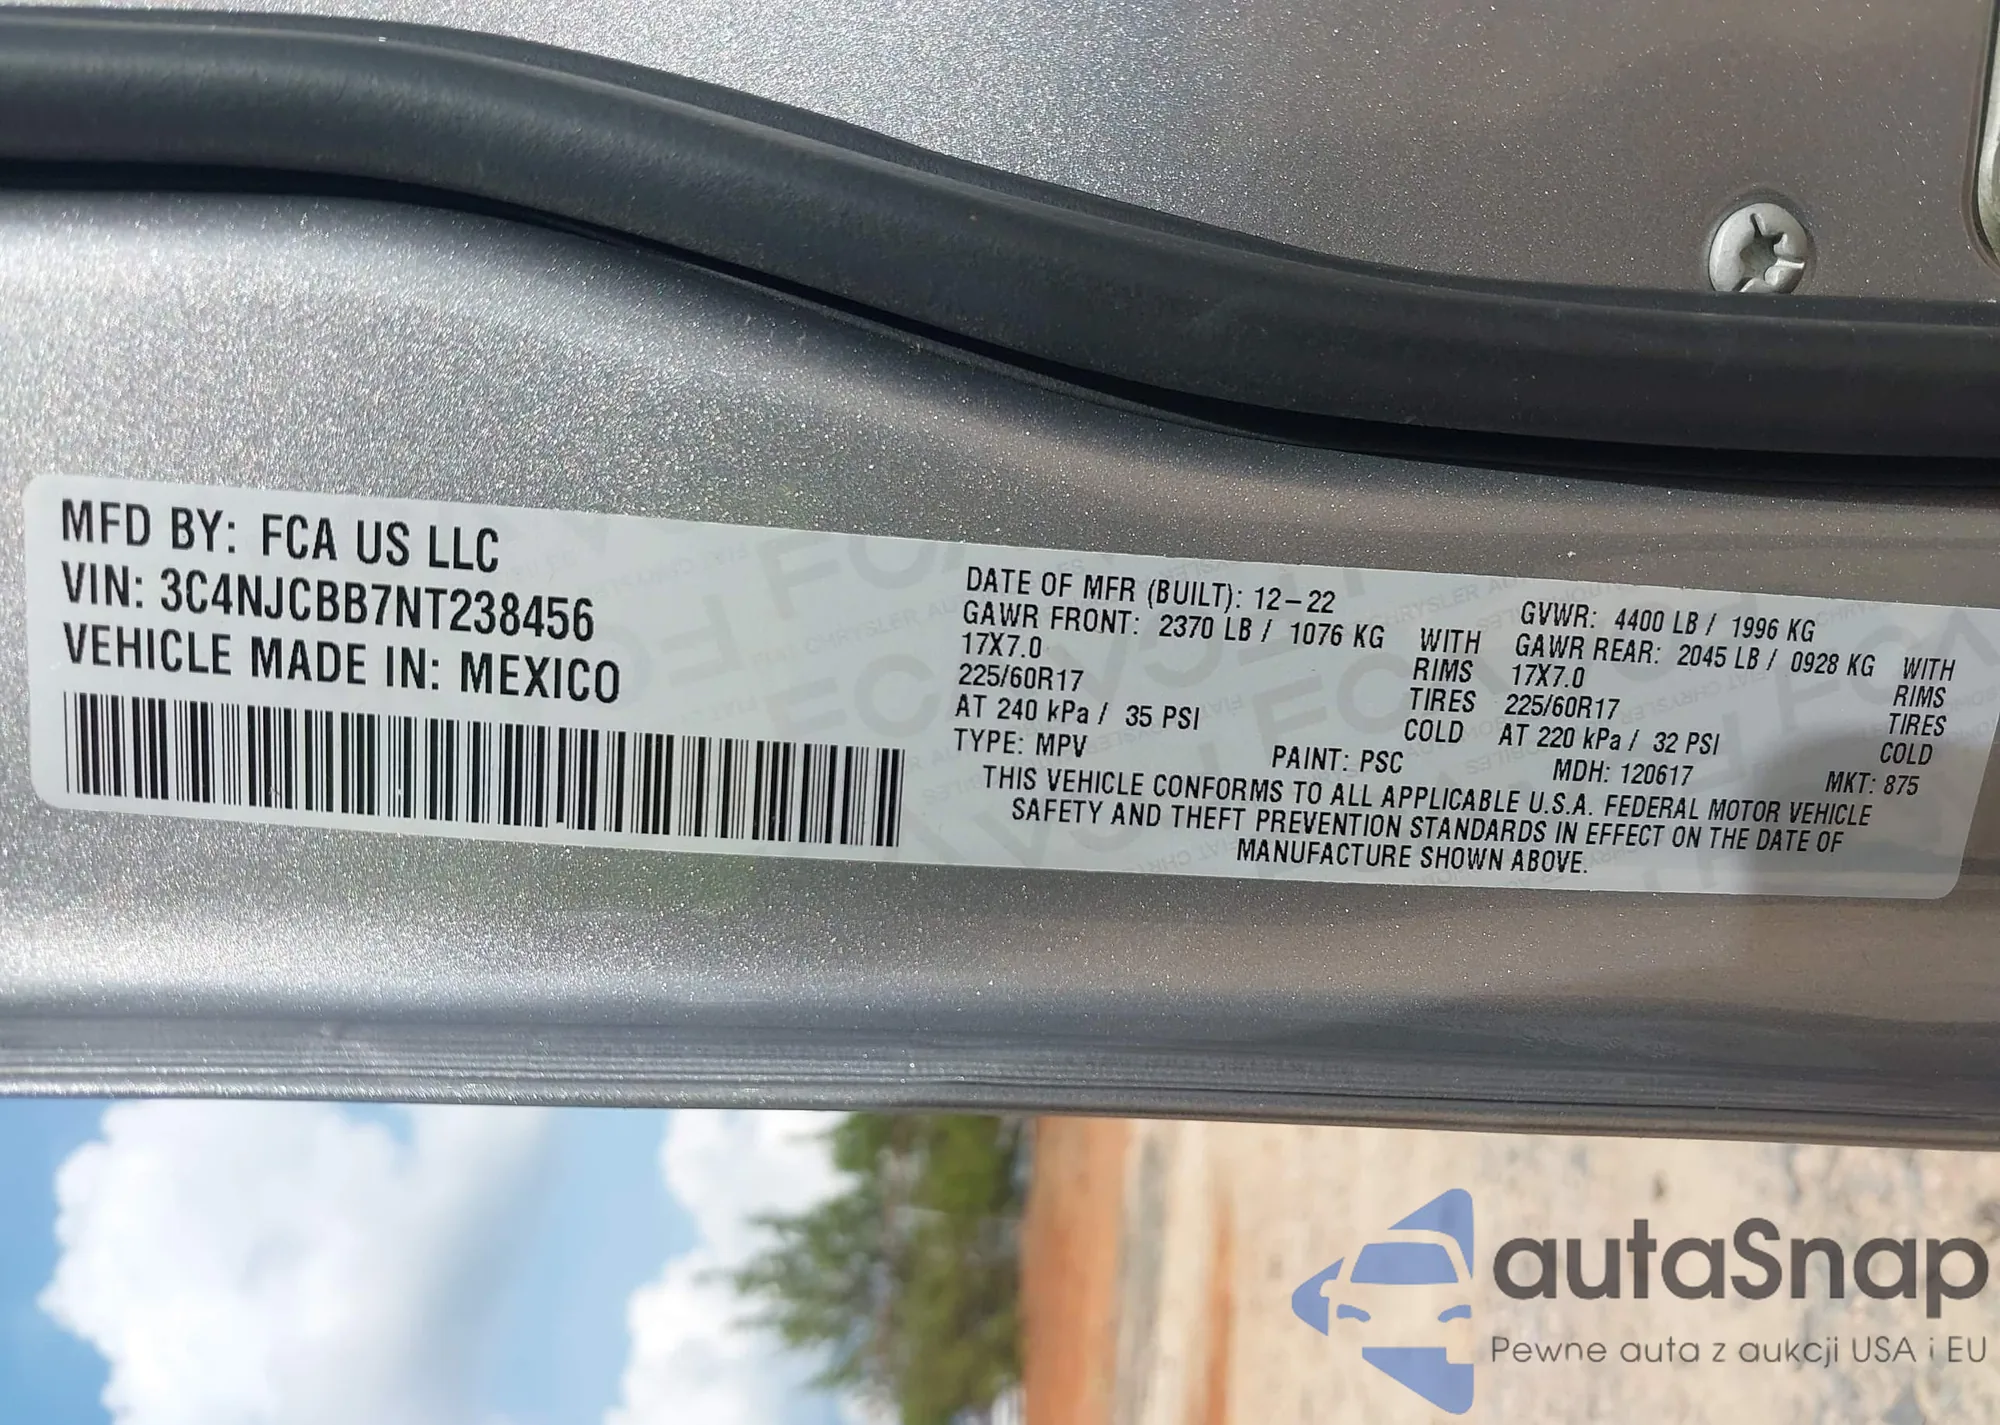 MFD BY: FCA US LLC
VIN: 3C4NJCBB7NT238456
VEHICLE MADE IN: MEXICO
DATE OF MFR (BUILT): 12-22 GVWR: 4400 LB / 1996 KG
GAWR FRONT: 2370 LB / 1076 KG WITH GAWR REAR: 2045 LB / 0928 KG WITH
17X7.0 RIMS 17X7.0 RIMS
225/60R17 TIRES 225/60R17 TIRES
AT 240 kPa / 35 PSI COLD AT 220 kPa / 32 PSI COLD
TYPE: MPV PAINT: PSC MDH: 120617 MKT: 875
THIS VEHICLE CONFORMS TO ALL APPLICABLE U.S.A. FEDERAL MOTOR VEHICLE
SAFETY AND THEFT PREVENTION STANDARDS IN EFFECT ON THE DATE OF
MANUFACTURE SHOWN ABOVE.
autaSnap
Pewne auta z aukcji USA i EU